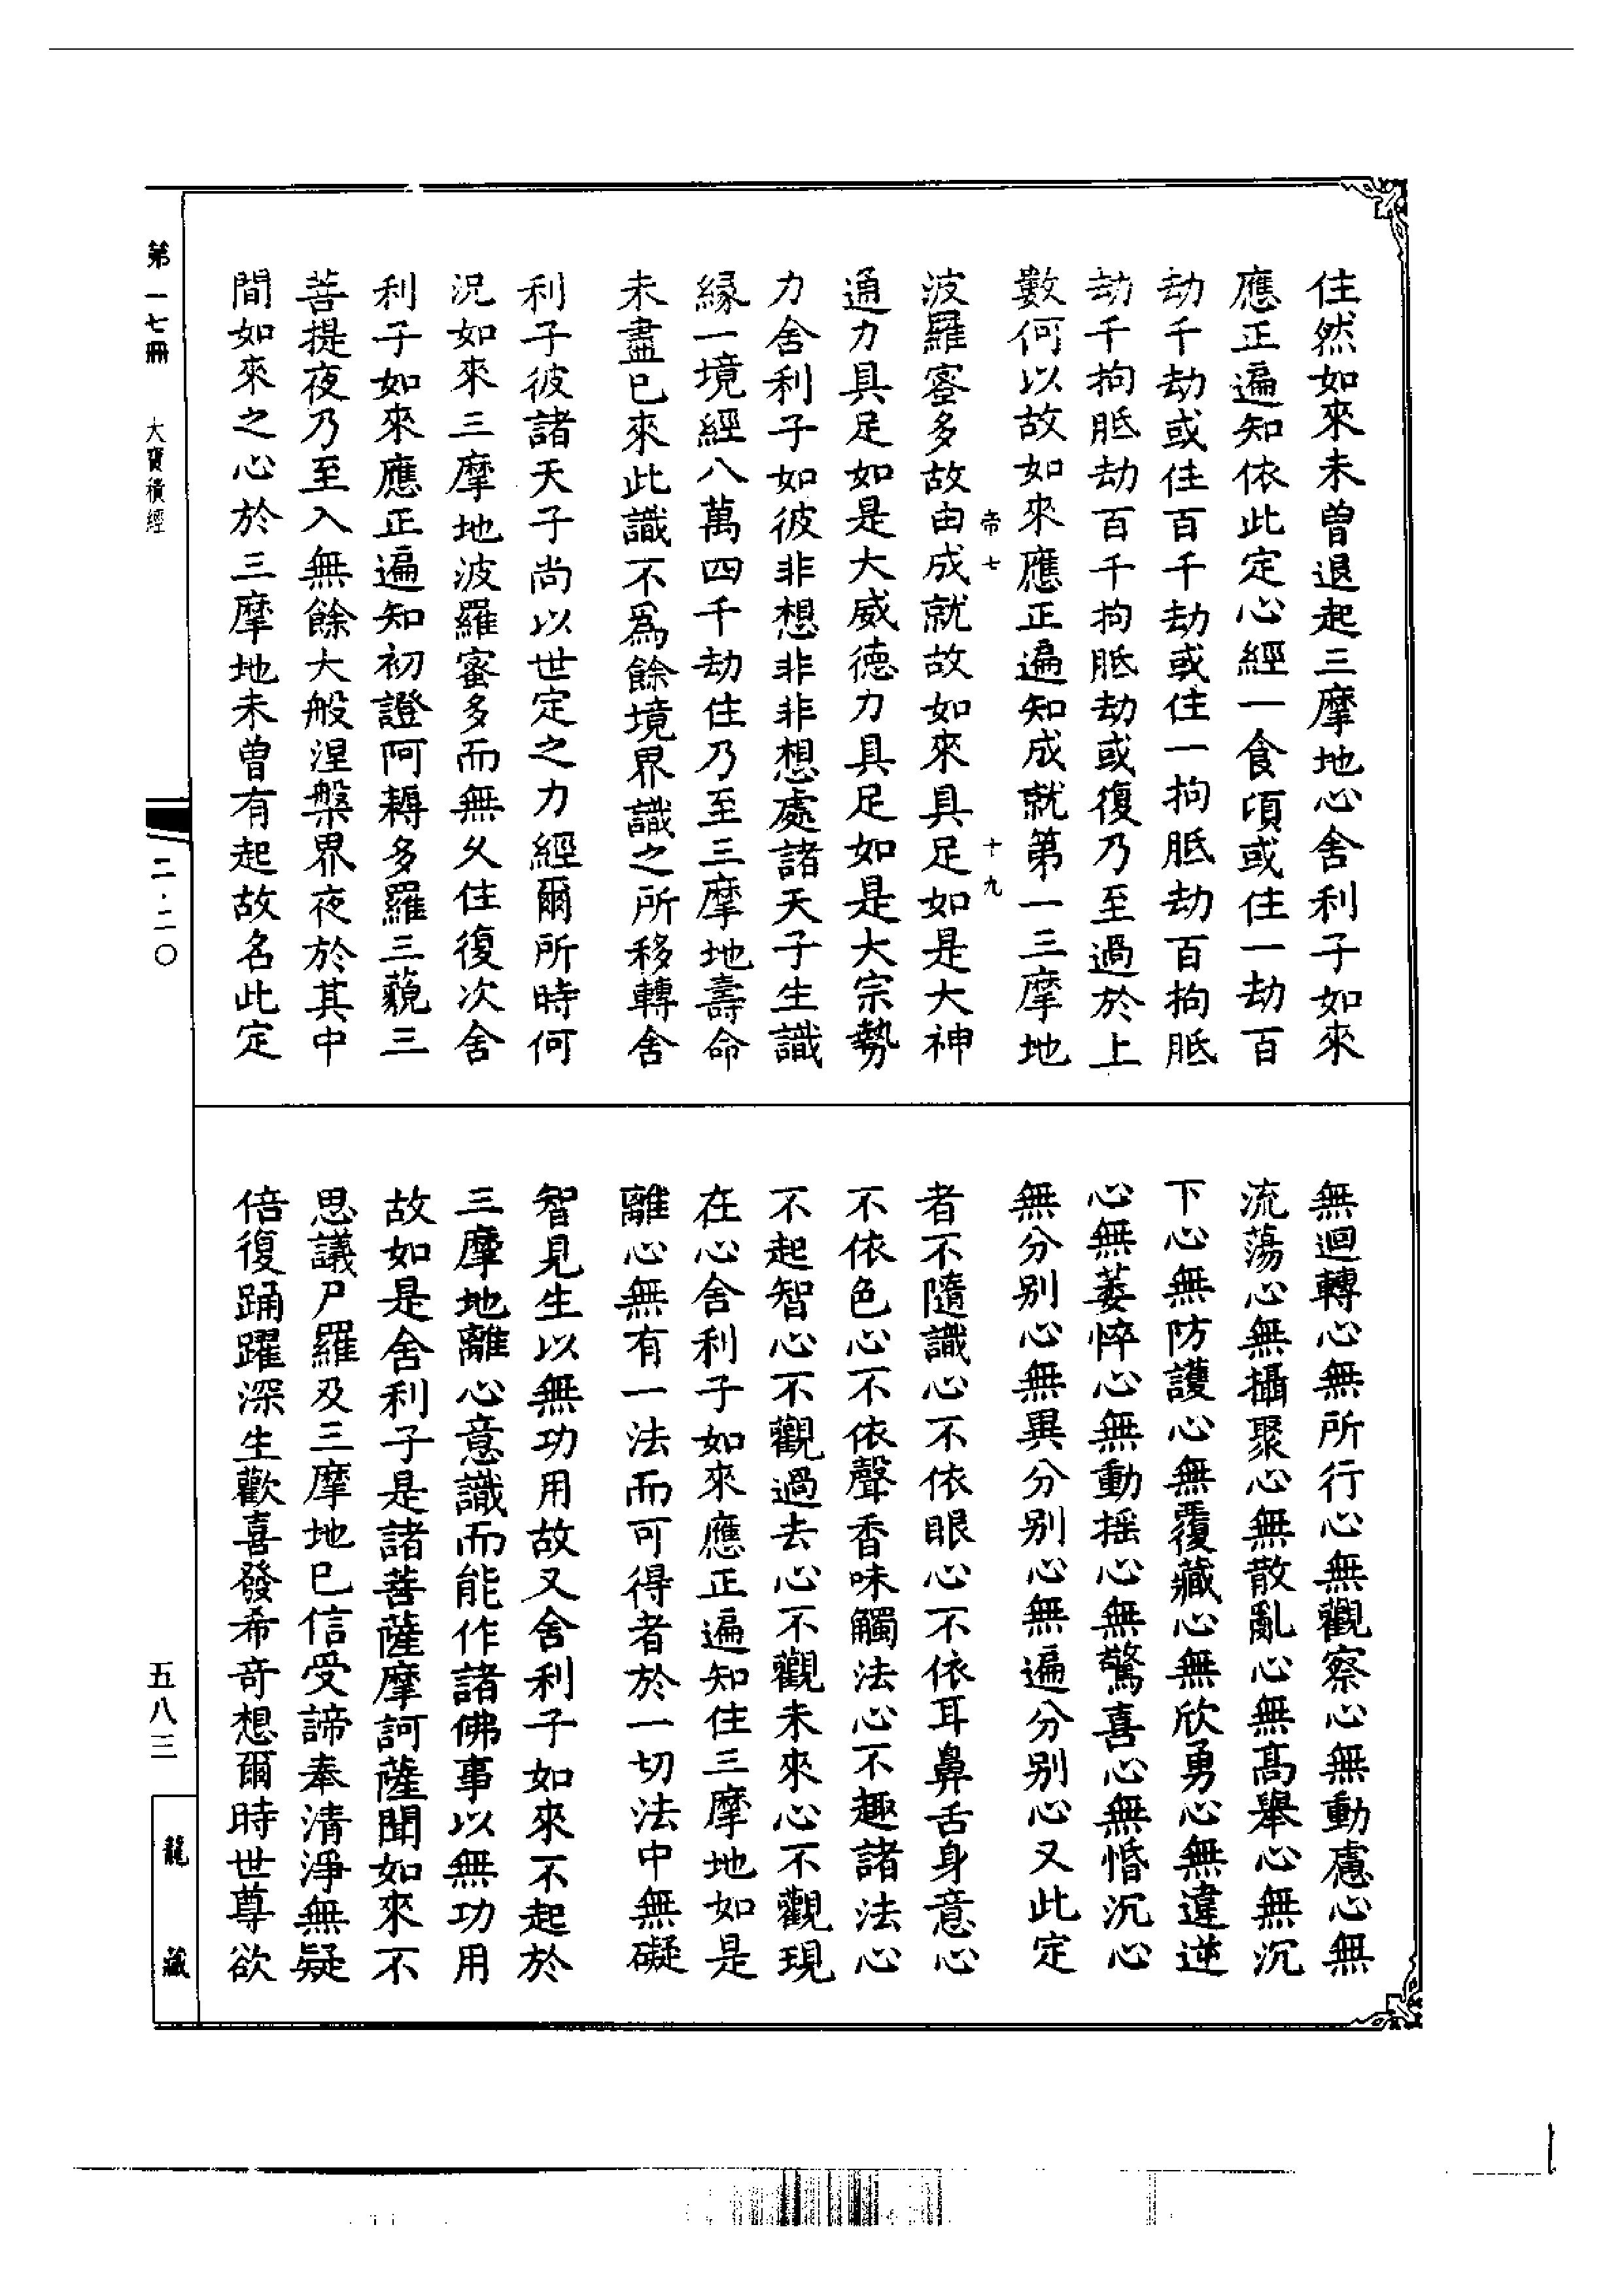 住然如來未曾退起三摩地心舍利子如來
應正遍知依此定心經一食頃或住一劫百
劫千劫或住百千劫或住一拘胝劫百拘胝
劫千拘胝劫百千拘胝劫或復乃至過於上
數何以故如來應正遍知成就第一三摩地
帝七 十九
波羅蜜多故由成就故如來具足如是大神
通力具足如是大威德力具足如是大宗勢
力舍利子如彼非想非非想處諸天子生識
緣一境經八萬四千劫住乃至三摩地壽命
未盡已來此識不爲餘境界識之所移轉舍
利子彼諸天子尚以世定之力經爾所時何
況如來三摩地波羅蜜多而無久住復次舍
利子如來應正遍知初證阿耨多羅三藐三
菩提夜乃至入無餘大般涅槃界夜於其中
間如來之心於三摩地未曾有起故名此定
無迴轉心無所行心無觀察心無動慮心無
流蕩心無攝聚心無散亂心無高舉心無沉
下心無防護心無覆藏心無欣勇心無違逆
心無萎悴心無動搖心無驚喜心無惛沉心
無分別心無異分別心無遍分別心又此定
者不隨識心不依眼心不依耳鼻舌身意心
不依色心不依聲香味觸法心不趣諸法心
不起智心不觀過去心不觀未來心不觀現
在心舍利子如來應正遍知住三摩地如是
離心無有一法而可得者於一切法中無礙
智見生以無功用故又舍利子如來不起於
三摩地離心意識而能作諸佛事以無功用
故如是舍利子是諸菩薩摩訶薩聞如來不
思議尸羅及三摩地已信受諦奉清淨無疑
倍復踊躍深生歡喜發希奇想爾時世尊欲
第一七冊 大寶積經
二·二〇
五八三
龍藏